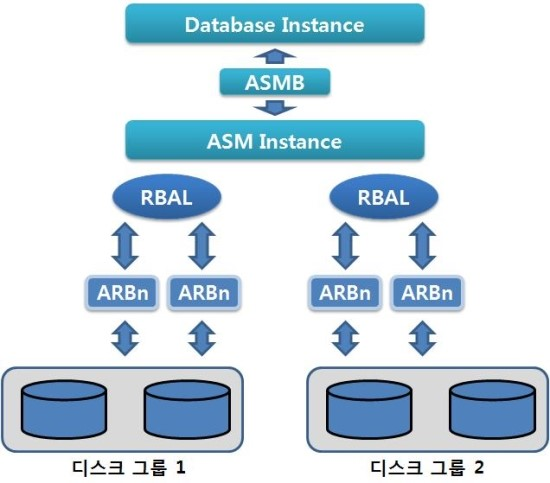 Database Instance
ASMB
ASM Instance
RBAL RBAL
ARBn ARBn ARBn ARBn
디스크 그룹 1 디스크 그룹 2